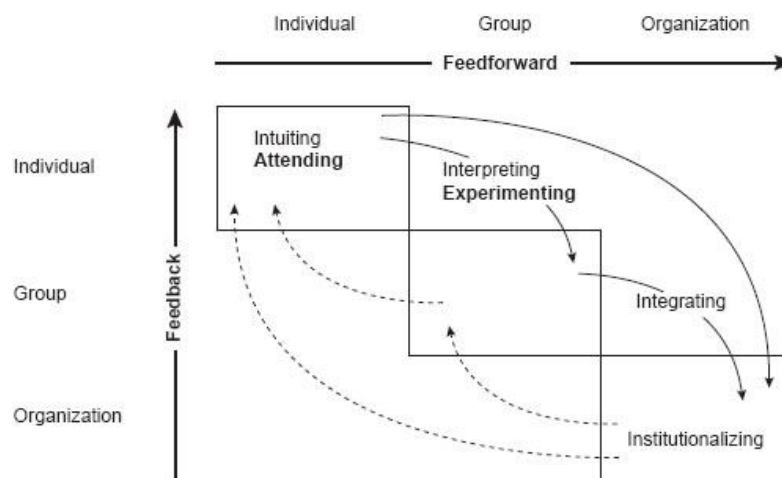 Individual Group Organization
Feedforward
Individual
Intuiting
Attending
Interpreting
Experimenting
Feedback
Group
Integrating
Organization
Institutionalizing